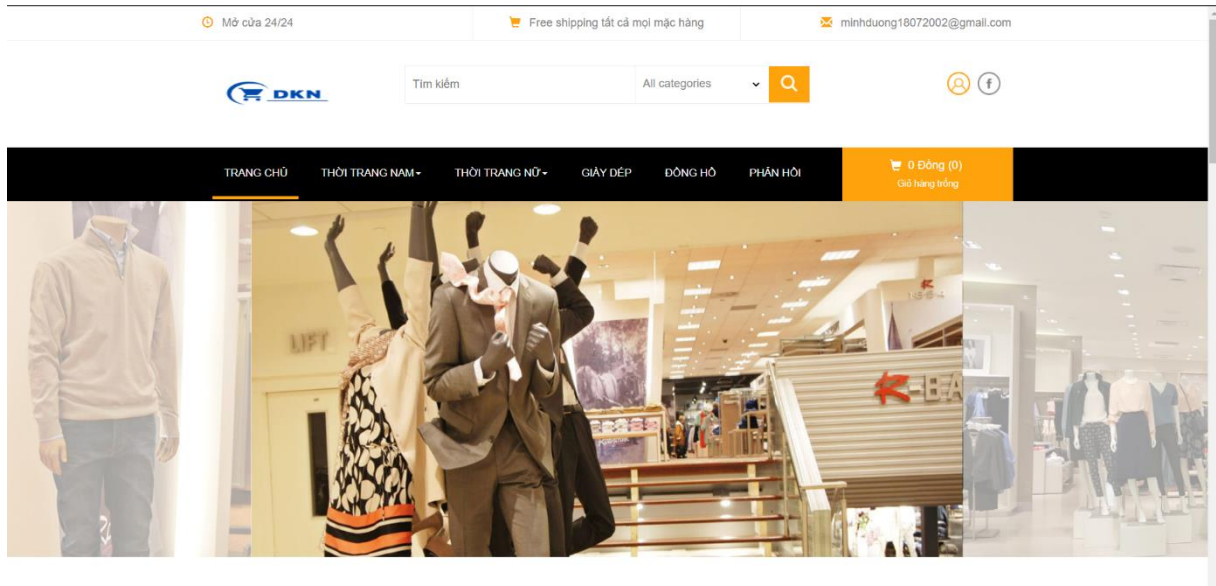 Mở cửa 24/24
Free shipping tất cả mọi mặc hàng
minhduong18072002@gmail.com
DKN
Tìm kiếm
All categories
TRANG CHỦ
THỜI TRANG NAM
THỜI TRANG NỮ
GIÀY DÉP
ĐỒNG HỒ
PHẢN HỒI
0 Đồng (0)
Giỏ hàng trống
LIFT